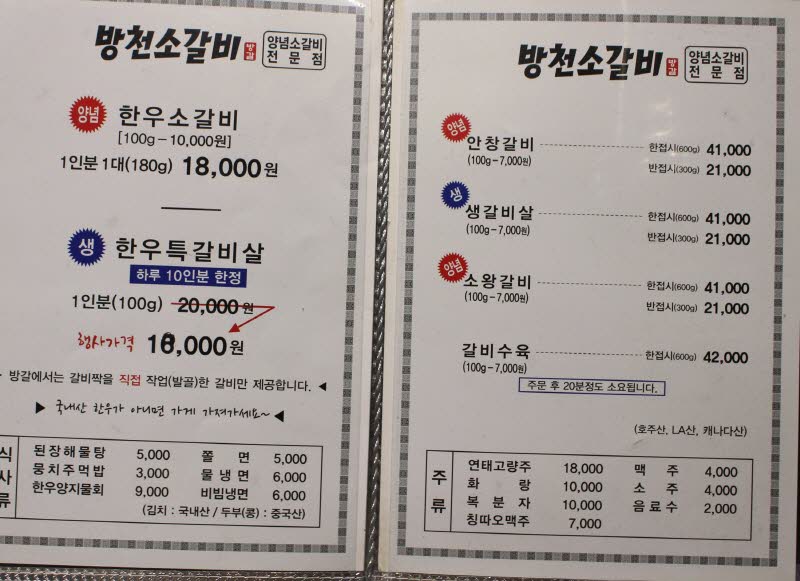 방천소갈비 방갈 양념소갈비 전문점
양념 한우소갈비
[100g-10,000원]
1인분 1대(180g) 18,000원
생 한우특갈비살
하루 10인분 한정
1인분(100g) 20,000원
행사가격 원
방갈에서는 갈비짝을 직접 작업(발골)한 갈비만 제공합니다. ◀
▶ 국내산 한우가 아니면 가게 가져가세요~ ◀
된장해물탕 5,000 쫄 면 5,000
뭉치주먹밥 3,000 물냉면 6,000
한우양지물회 9,000 비빔냉면 6,000
(김치 : 국내산 / 두부(콩) : 중국산)
식사류
방천소갈비 방갈 양념소갈비 전문점
양념 안창갈비 한접시(600g) 41,000
(100g-7,000원) 반접시(300g) 21,000
생 생갈비살 한접시(600g) 41,000
(100g-7,000원) 반접시(300g) 21,000
양념 소왕갈비 한접시(600g) 41,000
(100g-7,000원) 반접시(300g) 21,000
갈비수육 한접시(600g) 42,000
(100g-7,000원)
주문 후 20분정도 소요됩니다.
(호주산, LA산, 캐나다산)
주류
연태고량주 18,000 맥 주 4,000
화 랑 10,000 소 주 4,000
복 분 자 10,000 음료수 2,000
칭따오맥주 7,000